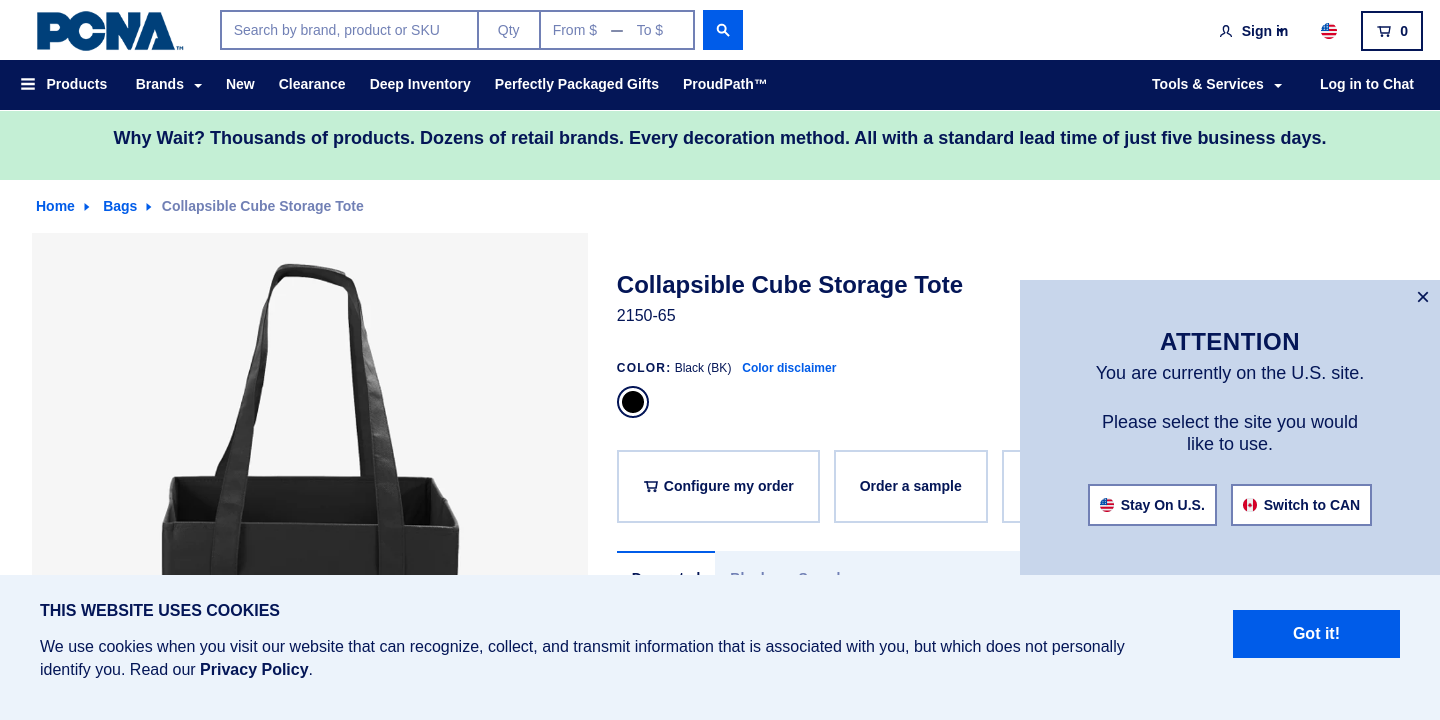 PCNA™
Search by brand, product or SKU
Qty
From $ — To $
Sign in
0
Products
Brands
New
Clearance
Deep Inventory
Perfectly Packaged Gifts
ProudPath™
Tools & Services
Log in to Chat
Why Wait? Thousands of products. Dozens of retail brands. Every decoration method. All with a standard lead time of just five business days.
Home
Bags
Collapsible Cube Storage Tote
Collapsible Cube Storage Tote
2150-65
COLOR: Black (BK) Color disclaimer
Configure my order
Order a sample
×
ATTENTION
You are currently on the U.S. site.
Please select the site you would
like to use.
Stay On U.S.
Switch to CAN
THIS WEBSITE USES COOKIES
We use cookies when you visit our website that can recognize, collect, and transmit information that is associated with you, but which does not personally
identify you. Read our Privacy Policy.
Got it!